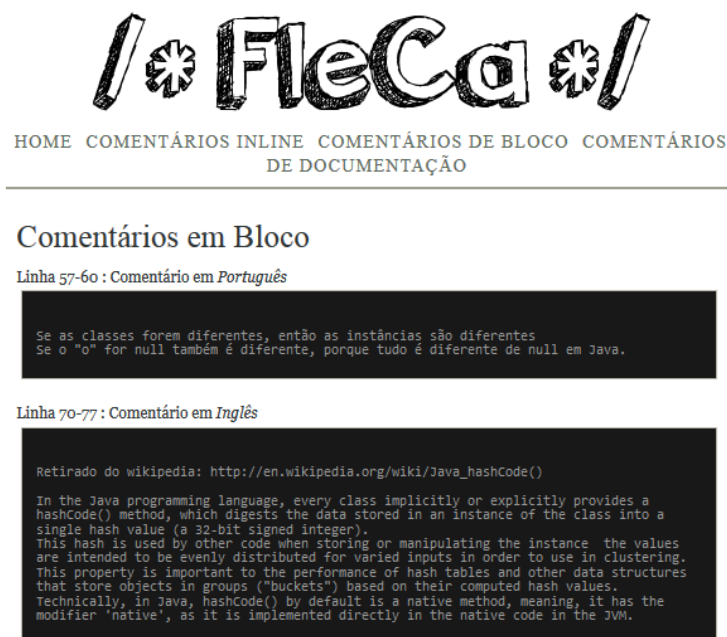 /* FleCa */
HOME COMENTÁRIOS INLINE COMENTÁRIOS DE BLOCO COMENTÁRIOS
DE DOCUMENTAÇÃO
Comentários em Bloco
Linha 57-60 : Comentário em Português
Se as classes forem diferentes, então as instâncias são diferentes
Se o "o" for null também é diferente, porque tudo é diferente de null em Java.
Linha 70-77 : Comentário em Inglês
Retirado do wikipedia: http://en.wikipedia.org/wiki/Java_hashCode()
In the Java programming language, every class implicitly or explicitly provides a
hashCode() method, which digests the data stored in an instance of the class into a
single hash value (a 32-bit signed integer).
This hash is used by other code when storing or manipulating the instance  the values
are intended to be evenly distributed for varied inputs in order to use in clustering.
This property is important to the performance of hash tables and other data structures
that store objects in groups ("buckets") based on their computed hash values.
Technically, in Java, hashCode() by default is a native method, meaning, it has the
modifier 'native', as it is implemented directly in the native code in the JVM.